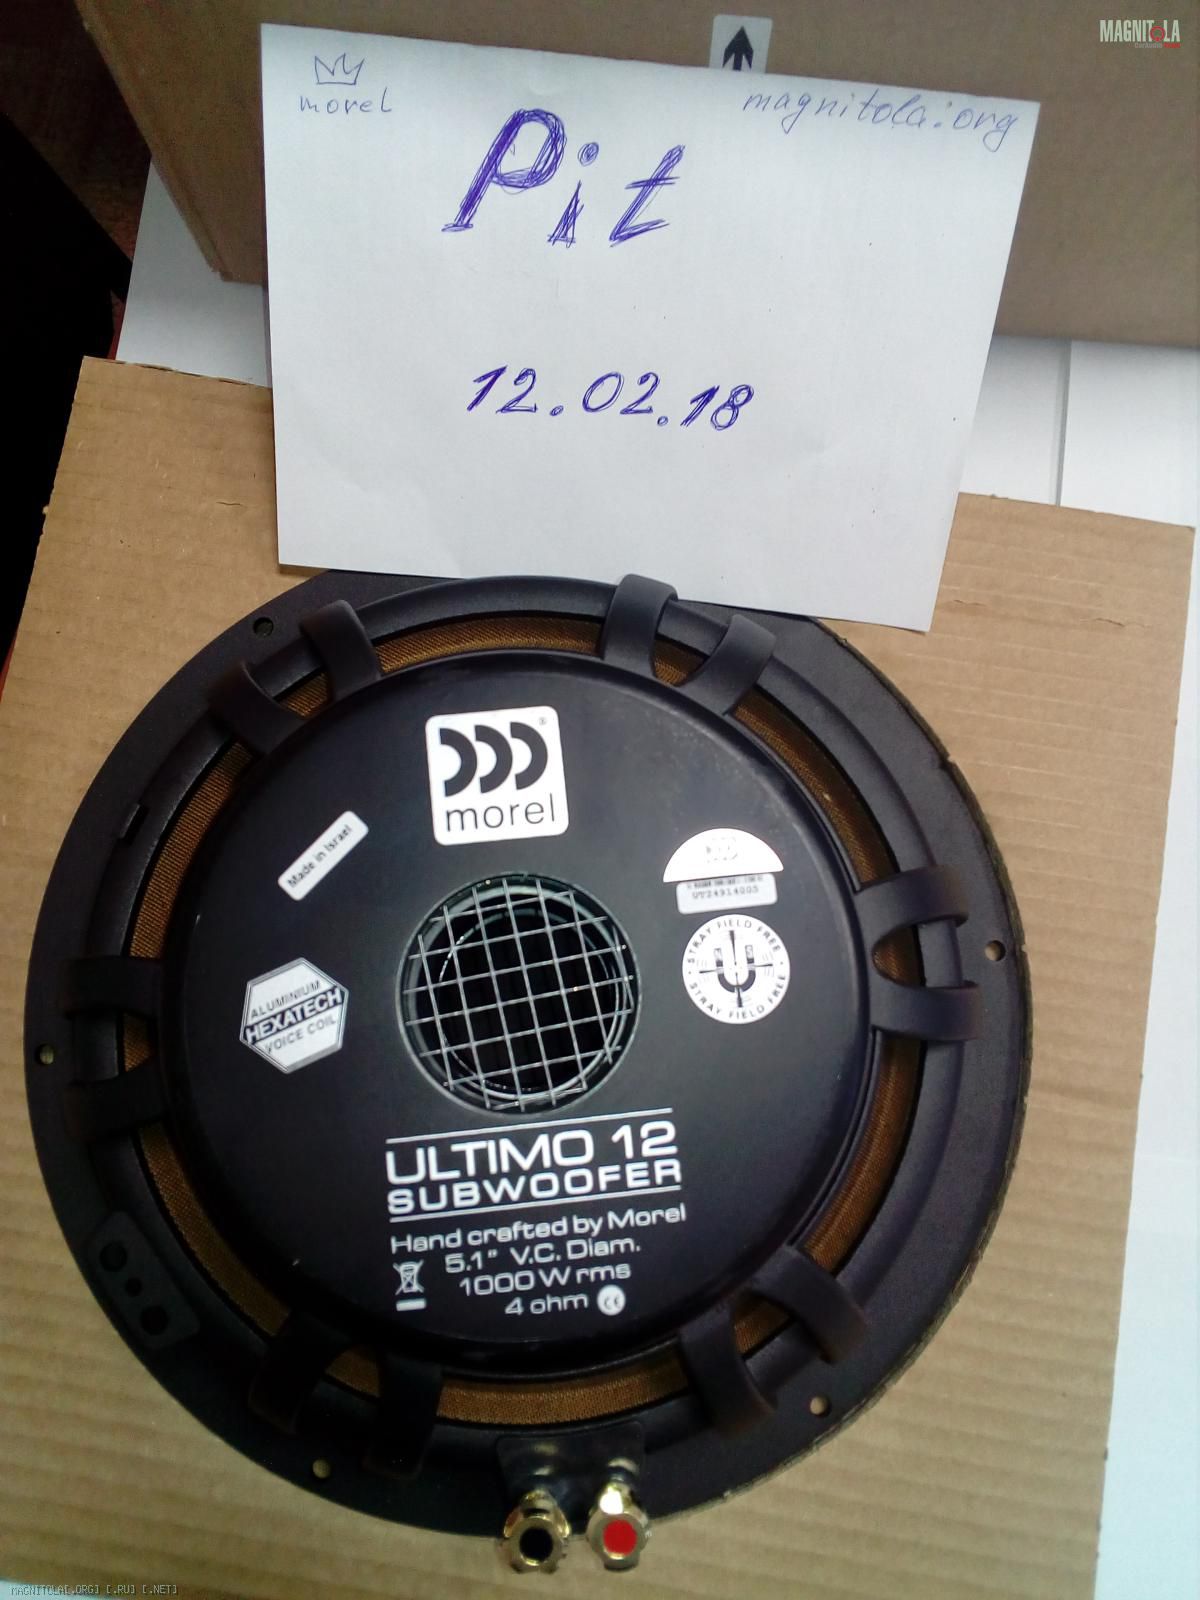 MAGNITOLA
morel
magnitola.org
Pit
12.02.18
morel
Made in Israel
UT24914005
STRAY FIELD FREE
STRAY FIELD FREE
ALUMINIUM
HEXATECH
VOICE COIL
ULTIMO 12
SUBWOOFER
Hand crafted by Morel
5.1" V.C. Diam.
1000 W rms
4 ohm
MAGNITOLA[.ORG] [.RU] [.NET]